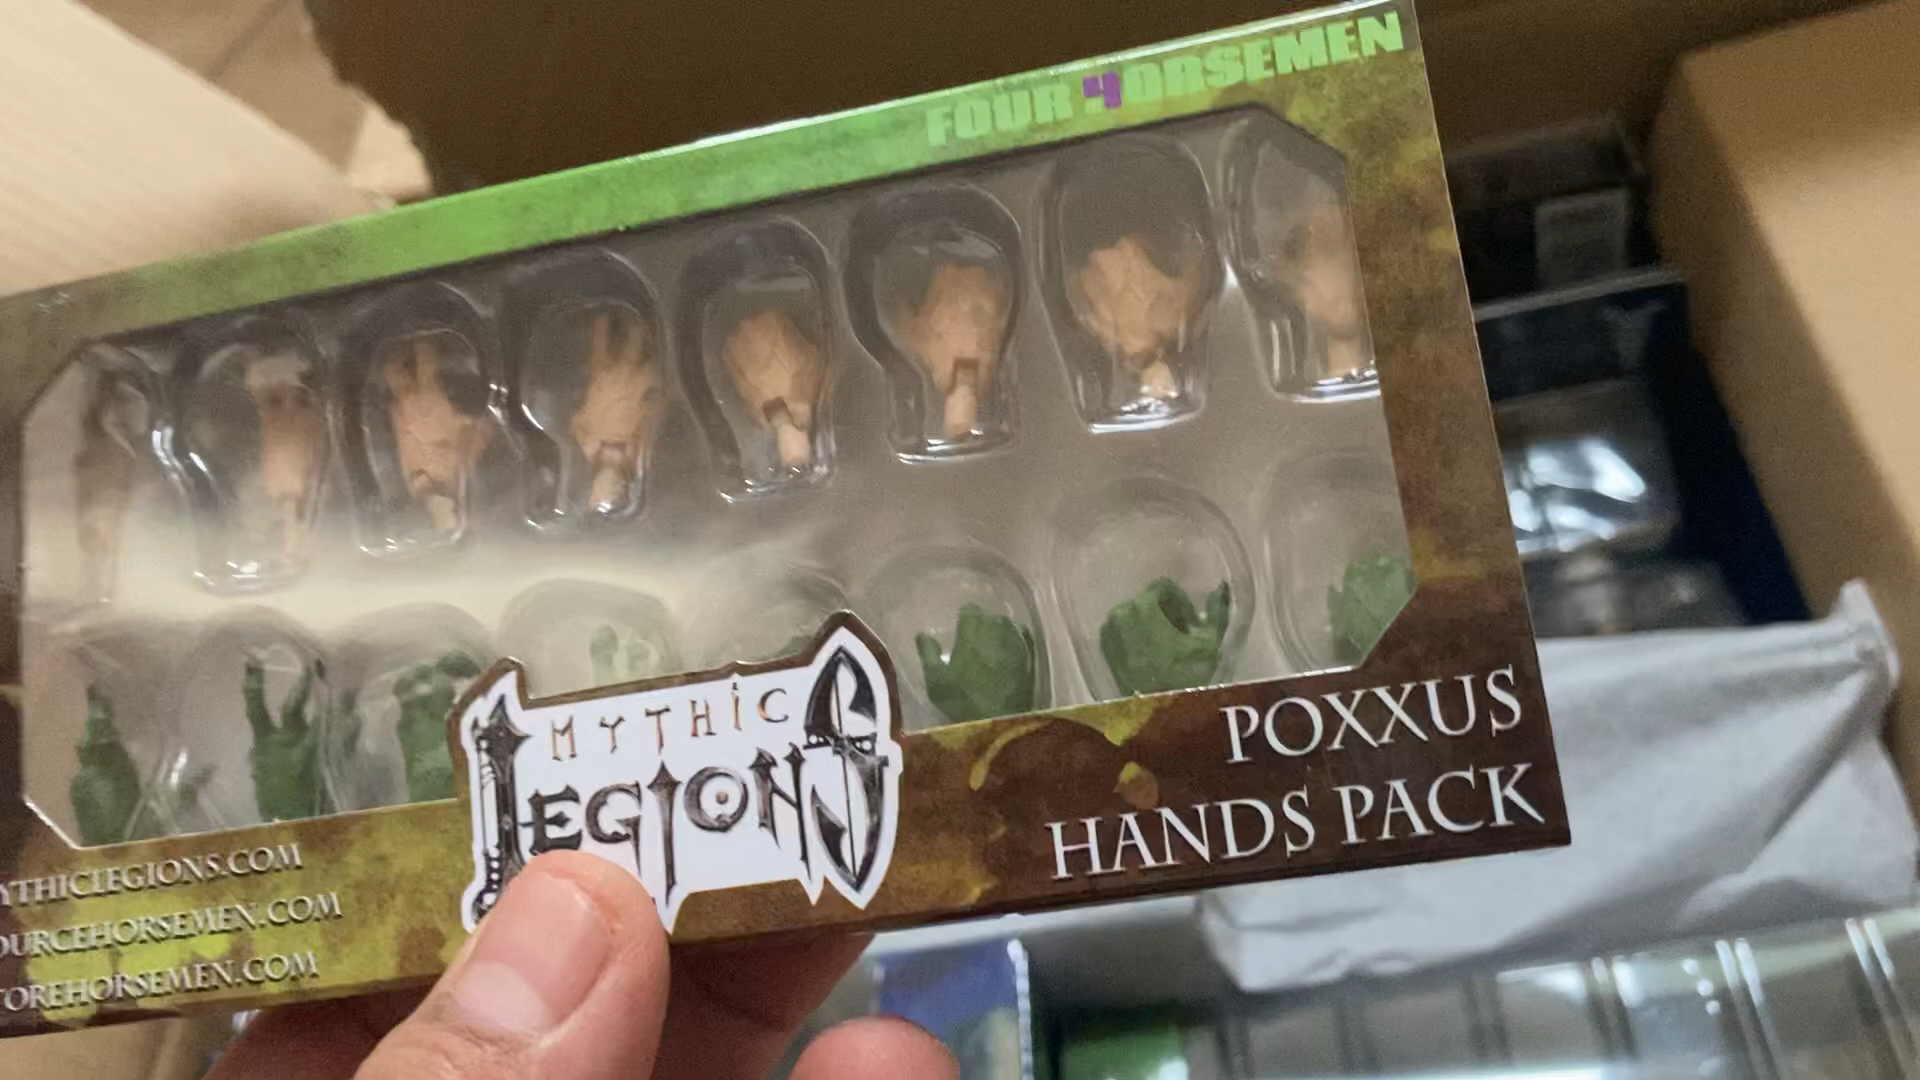 FOUR HORSEMEN
MYTHIC
LEGIONS
POXXUS
HANDS PACK
YTHICLEGIONS.COM
OURCEHORSEMEN.COM
TOREHORSEMEN.COM